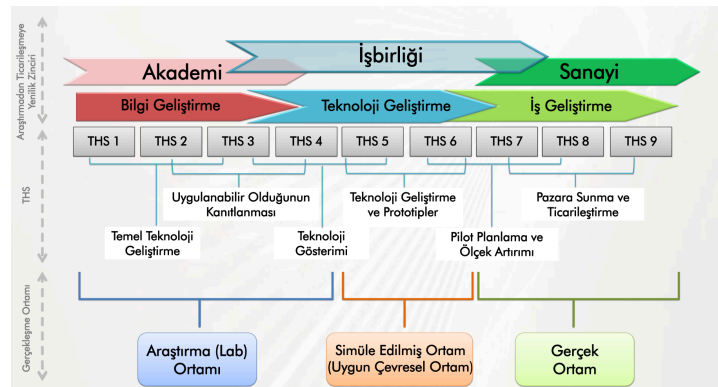 Araştırmadan Ticarileşmeye
Yenilik Zinciri
Akademi
İşbirliği
Sanayi
Bilgi Geliştirme
Teknoloji Geliştirme
İş Geliştirme
THS
THS 1
THS 2
THS 3
THS 4
THS 5
THS 6
THS 7
THS 8
THS 9
Uygulanabilir Olduğunun
Kanıtlanması
Teknoloji Geliştirme
ve Prototipler
Pazara Sunma ve
Ticarileştirme
Temel Teknoloji
Geliştirme
Teknoloji
Gösterimi
Pilot Planlama ve
Ölçek Artırımı
Gerçekleşme Ortamı
Araştırma (Lab)
Ortamı
Simüle Edilmiş Ortam
(Uygun Çevresel Ortam)
Gerçek
Ortam